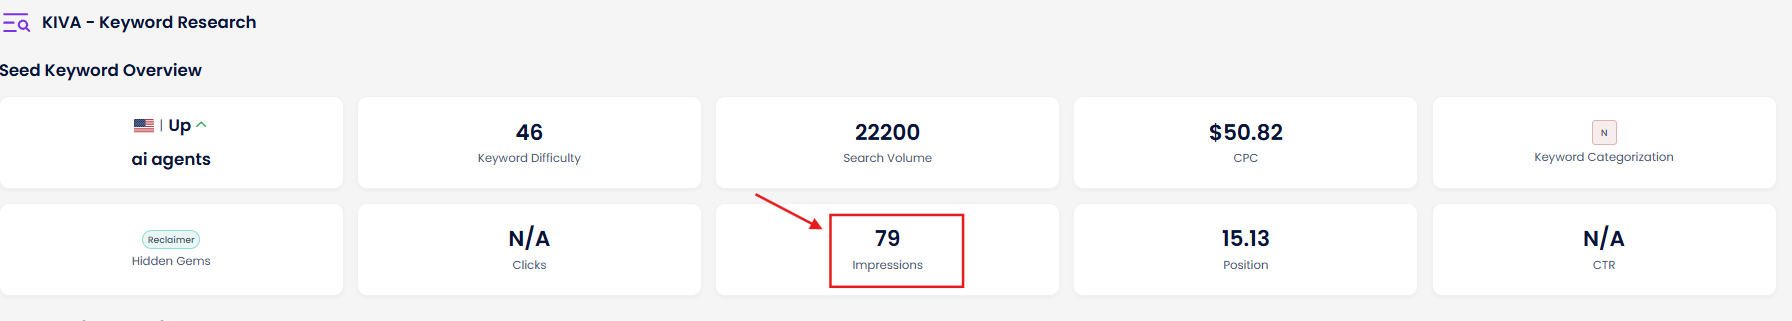 KIVA - Keyword Research
Seed Keyword Overview
| Up
ai agents
46
Keyword Difficulty
22200
Search Volume
$50.82
CPC
N
Keyword Categorization
Reclaimer
Hidden Gems
N/A
Clicks
79
Impressions
15.13
Position
N/A
CTR